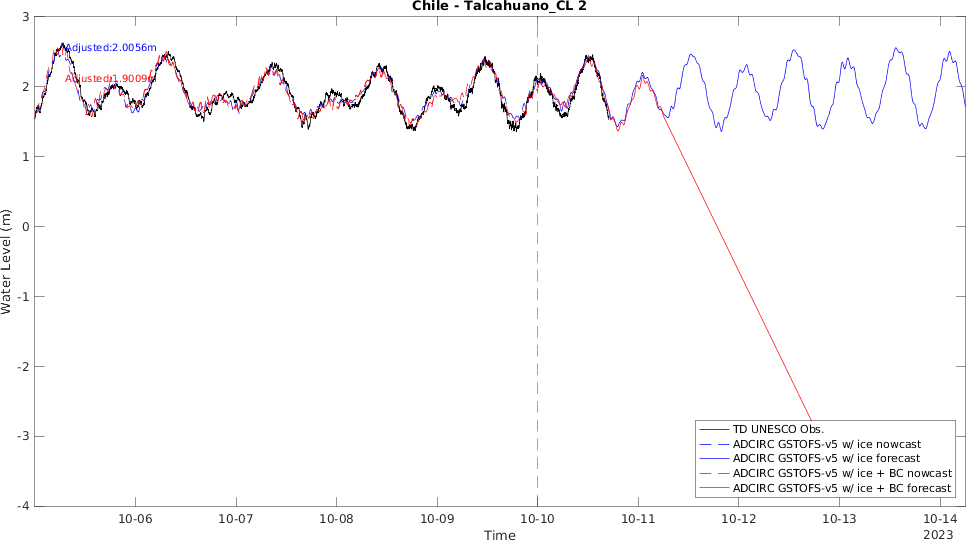 Chile - Talcahuano_CL 2
Adjusted:2.0056m
Adjusted:1.9009m
Water Level (m)
3
2
1
0
-1
-2
-3
-4
TD UNESCO Obs.
ADCIRC GSTOFS-v5 w/ ice nowcast
ADCIRC GSTOFS-v5 w/ ice forecast
ADCIRC GSTOFS-v5 w/ ice + BC nowcast
ADCIRC GSTOFS-v5 w/ ice + BC forecast
10-06 10-07 10-08 10-09 10-10 10-11 10-12 10-13 10-14
Time
2023